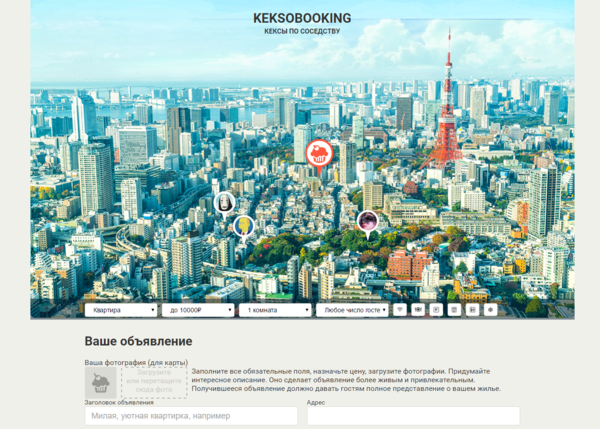 KEKSOBOOKING
КЕКСЫ ПО СОСЕДСТВУ
Квартира
до 10000₽
1 комната
Любое число госте
Ваше объявление
Ваша фотография (для карты)
Загрузите
или перетащите
сюда фото
Заполните все обязательные поля, назначьте цену, загрузите фотографии. Придумайте
интересное описание. Оно сделает объявление более живым и привлекательным.
Получившееся объявление должно давать гостям полное представление о вашем жилье.
Заголовок объявления
Адрес
Милая, уютная квартирка, например